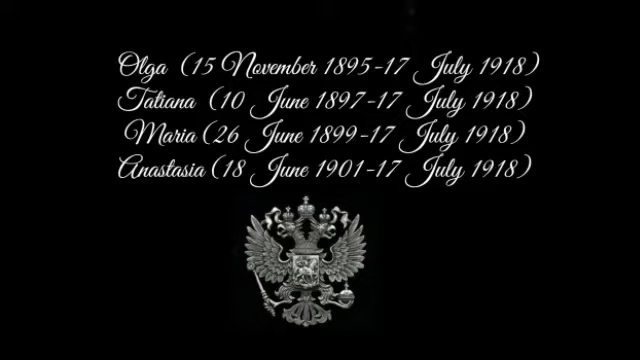 Olga (15 November 1895-17 July 1918)
Tatiana (10 June 1897-17 July 1918)
Maria (26 June 1899-17 July 1918)
Anastasia (18 June 1901-17 July 1918)